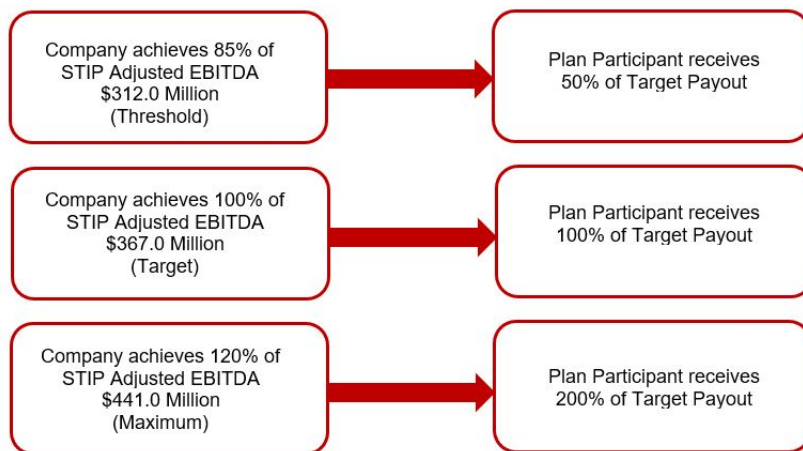 Company achieves 85% of
STIP Adjusted EBITDA
$312.0 Million
(Threshold)
Plan Participant receives
50% of Target Payout
Company achieves 100% of
STIP Adjusted EBITDA
$367.0 Million
(Target)
Plan Participant receives
100% of Target Payout
Company achieves 120% of
STIP Adjusted EBITDA
$441.0 Million
(Maximum)
Plan Participant receives
200% of Target Payout